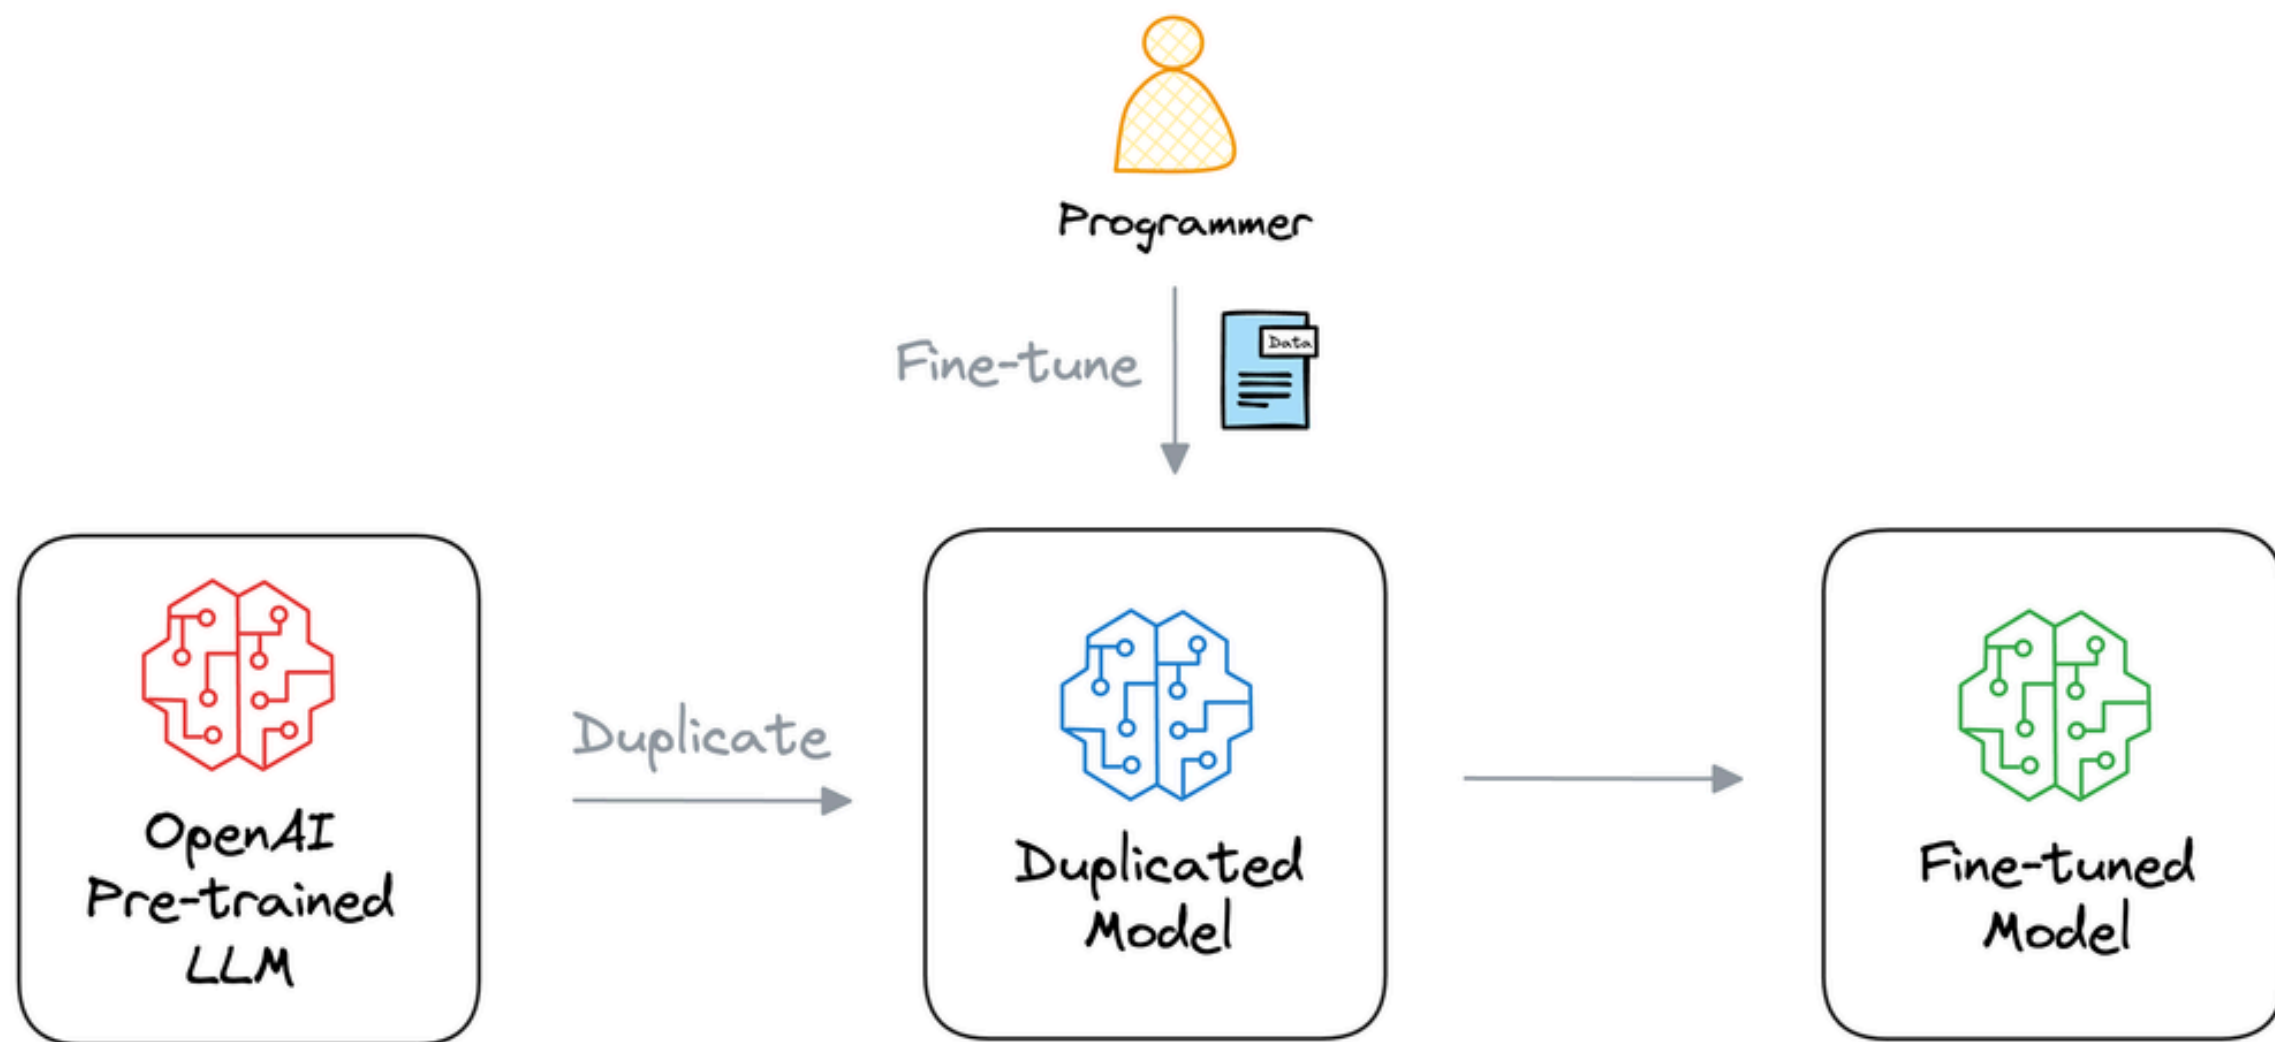 Programmer
Fine-tune
Data
Duplicate
OpenAI
Pre-trained
LLM
Duplicated
Model
Fine-tuned
Model